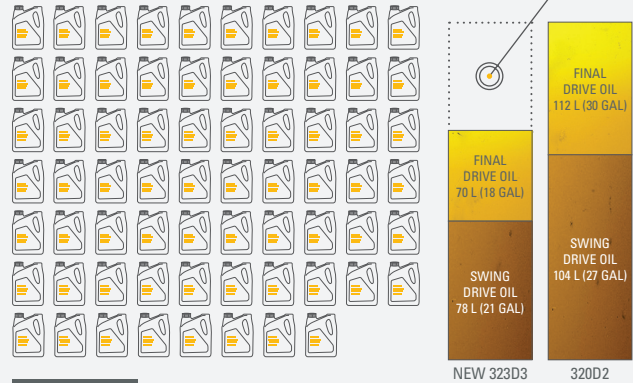 FINAL
DRIVE OIL
70 L (18 GAL)
SWING
DRIVE OIL
78 L (21 GAL)
NEW 323D3
FINAL
DRIVE OIL
112 L (30 GAL)
SWING
DRIVE OIL
104 L (27 GAL)
320D2